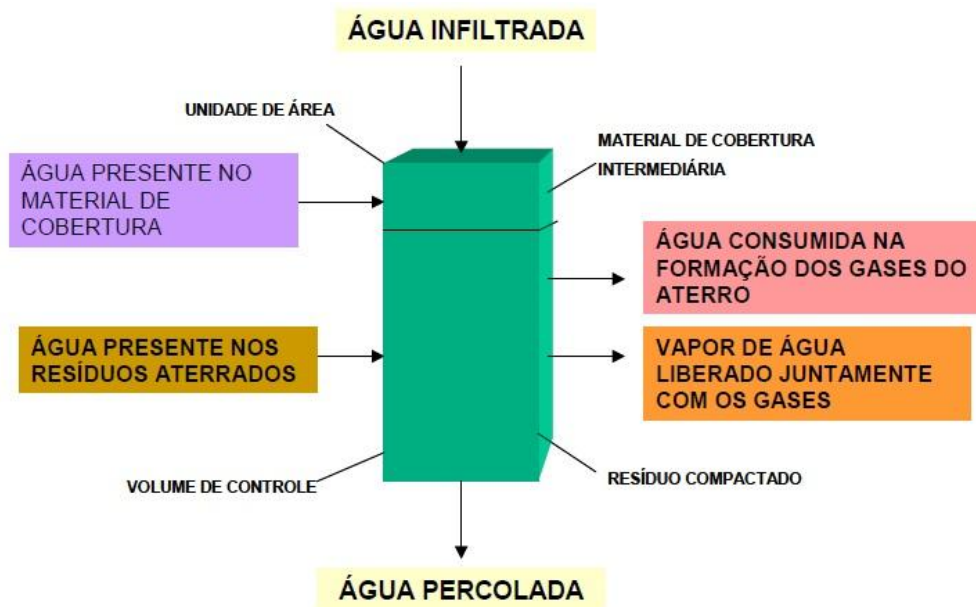 ÁGUA INFILTRADA
UNIDADE DE ÁREA
MATERIAL DE COBERTURA
INTERMEDIÁRIA
ÁGUA PRESENTE NO
MATERIAL DE
COBERTURA
ÁGUA CONSUMIDA NA
FORMAÇÃO DOS GASES DO
ATERRO
ÁGUA PRESENTE NOS
RESÍDUOS ATERRADOS
VAPOR DE ÁGUA
LIBERADO JUNTAMENTE
COM OS GASES
VOLUME DE CONTROLE
RESÍDUO COMPACTADO
ÁGUA PERCOLADA